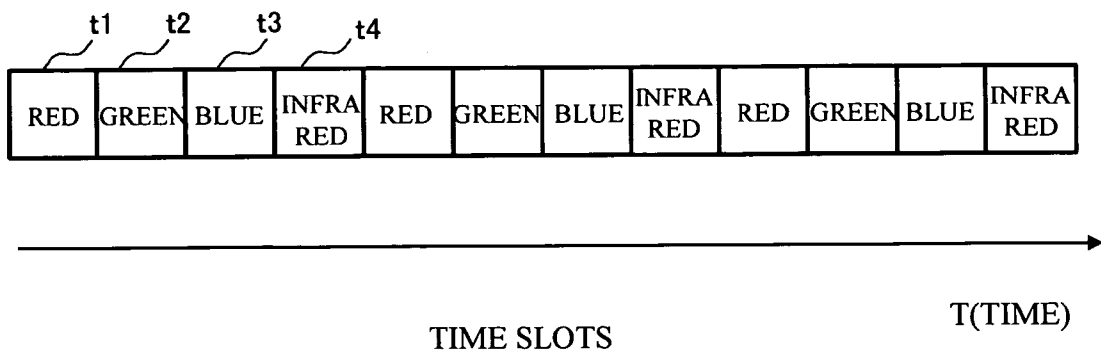 t1 t2 t3 t4
RED GREEN BLUE INFRA RED RED GREEN BLUE INFRA RED RED GREEN BLUE INFRA RED
T(TIME)
TIME SLOTS